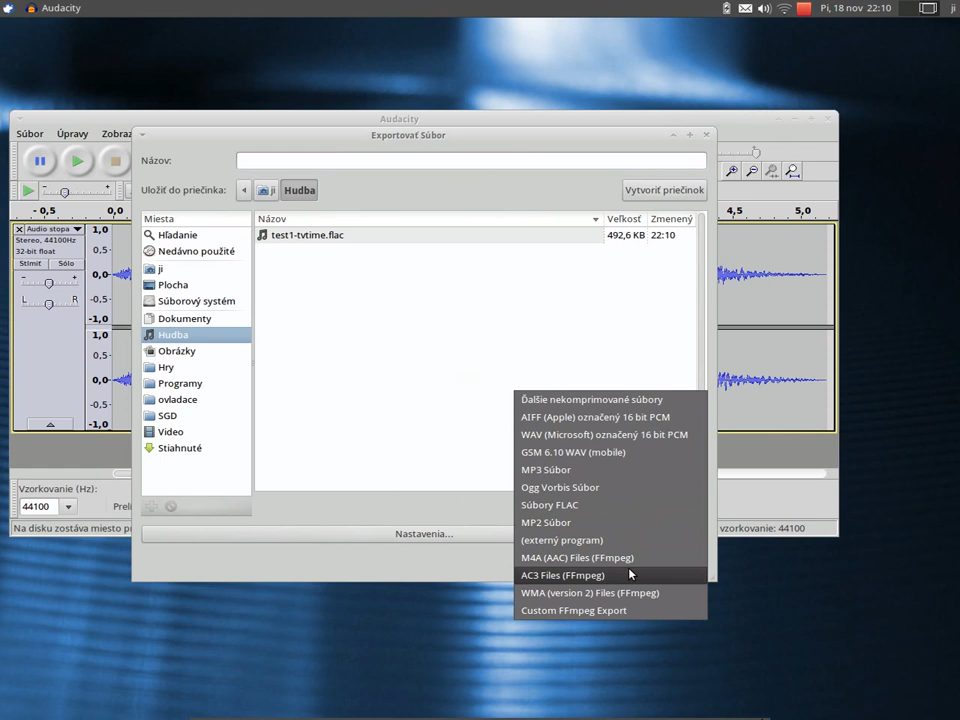 Audacity
Pi, 18 nov 22:10
ji
Audacity
Súbor Úpravy Zobraz
Exportovať Súbor
Názov:
Uložiť do priečinka:
ji
Hudba
Vytvoriť priečinok
- 0,5 0,0 4,5 5,0
Audio stopa
Stereo, 44100Hz
32-bit float
Stlmiť Sólo
- +
L R
1,0
0,5-
0,0-
-0,5-
-1,0
1,0
0,5-
0,0-
-0,5-
-1,0
Miesta
Hľadanie
Nedávno použité
ji
Plocha
Súborový systém
Dokumenty
Hudba
Obrázky
Hry
Programy
ovladace
SGD
Video
Stiahnuté
Názov Veľkosť Zmenený
test1-tvtime.flac 492,6 KB 22:10
Nastavenia...
Ďalšie nekomprimované súbory
AIFF (Apple) označený 16 bit PCM
WAV (Microsoft) označený 16 bit PCM
GSM 6.10 WAV (mobile)
MP3 Súbor
Ogg Vorbis Súbor
Súbory FLAC
MP2 Súbor
(externý program)
M4A (AAC) Files (FFmpeg)
AC3 Files (FFmpeg)
WMA (version 2) Files (FFmpeg)
Custom FFmpeg Export
Vzorkovanie (Hz):
44100
Na disku zostáva miesto
vzorkovanie: 44100